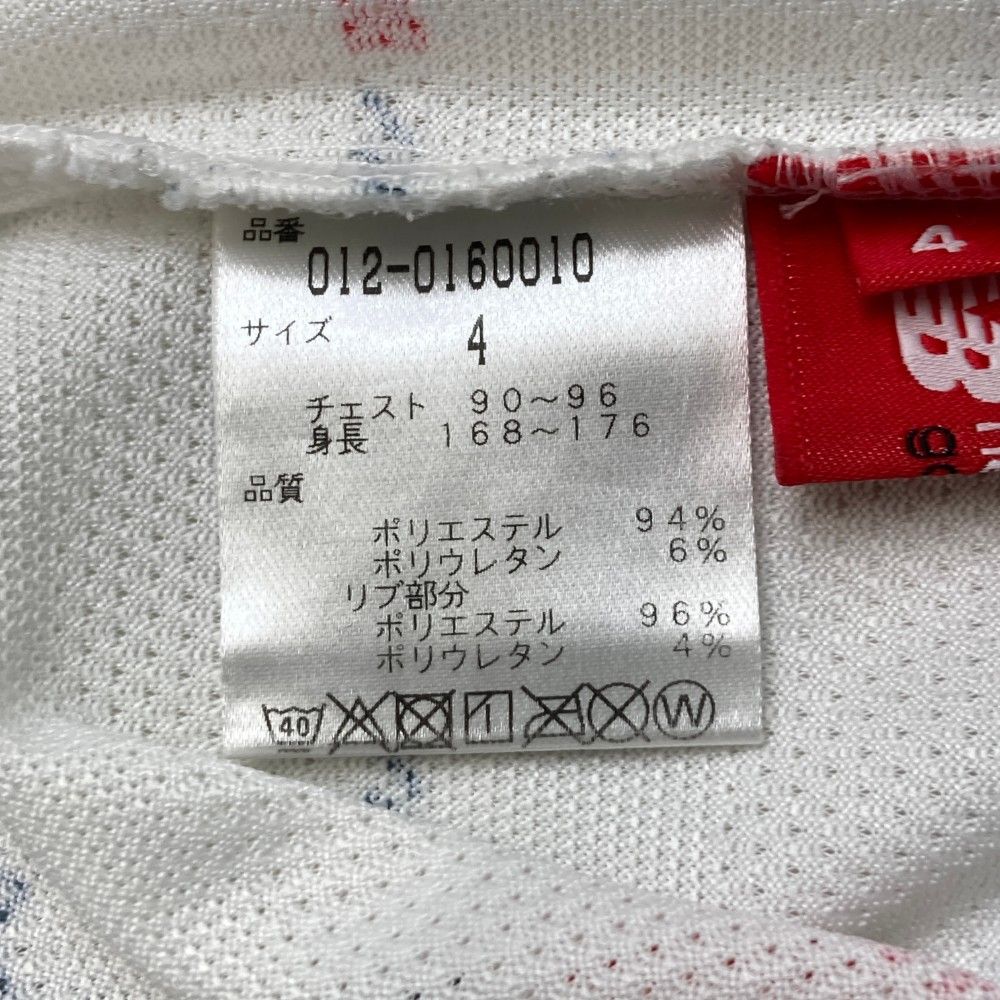 品番
012-0160010
サイズ 4
チェスト 90～96
身長 168～176
品質
ポリエステル 94%
ポリウレタン 6%
リブ部分
ポリエステル 96%
ポリウレタン 4%
40
W
4